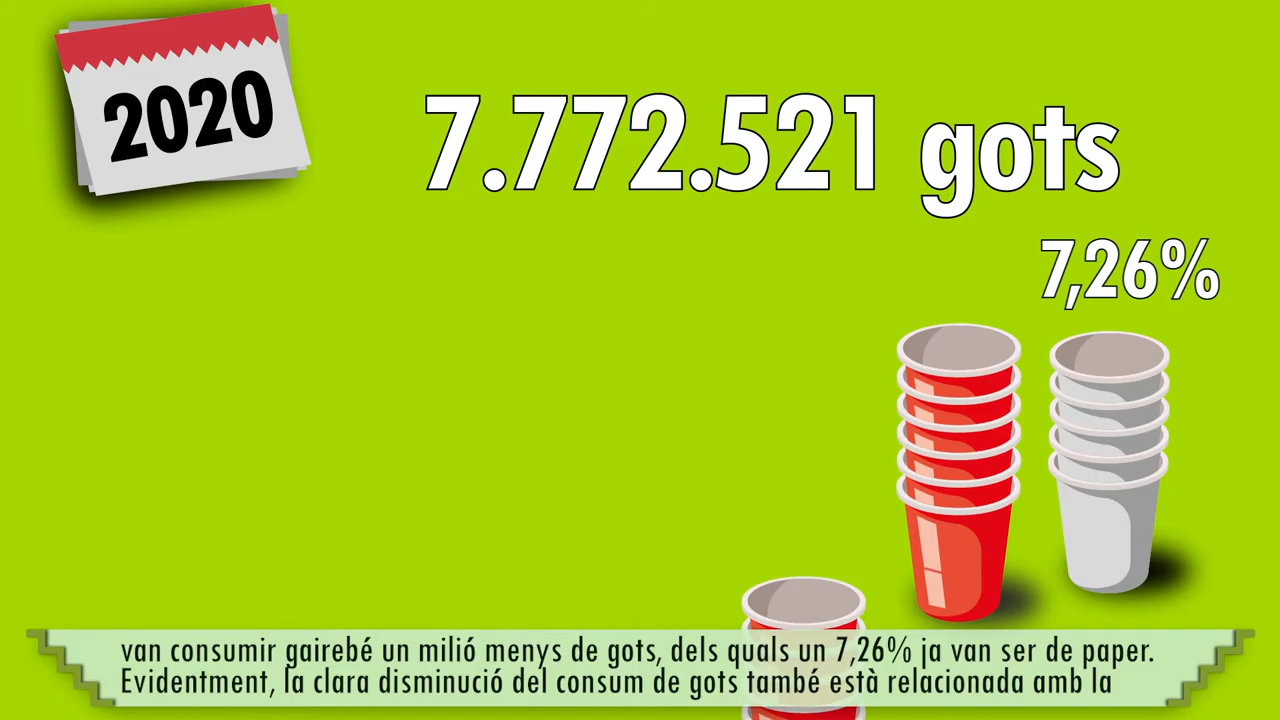 2020
7.772.521 gots
7,26%
van consumir gairebé un milió menys de gots, dels quals un 7,26% ja van ser de paper.
Evidentment, la clara disminució del consum de gots també està relacionada amb la